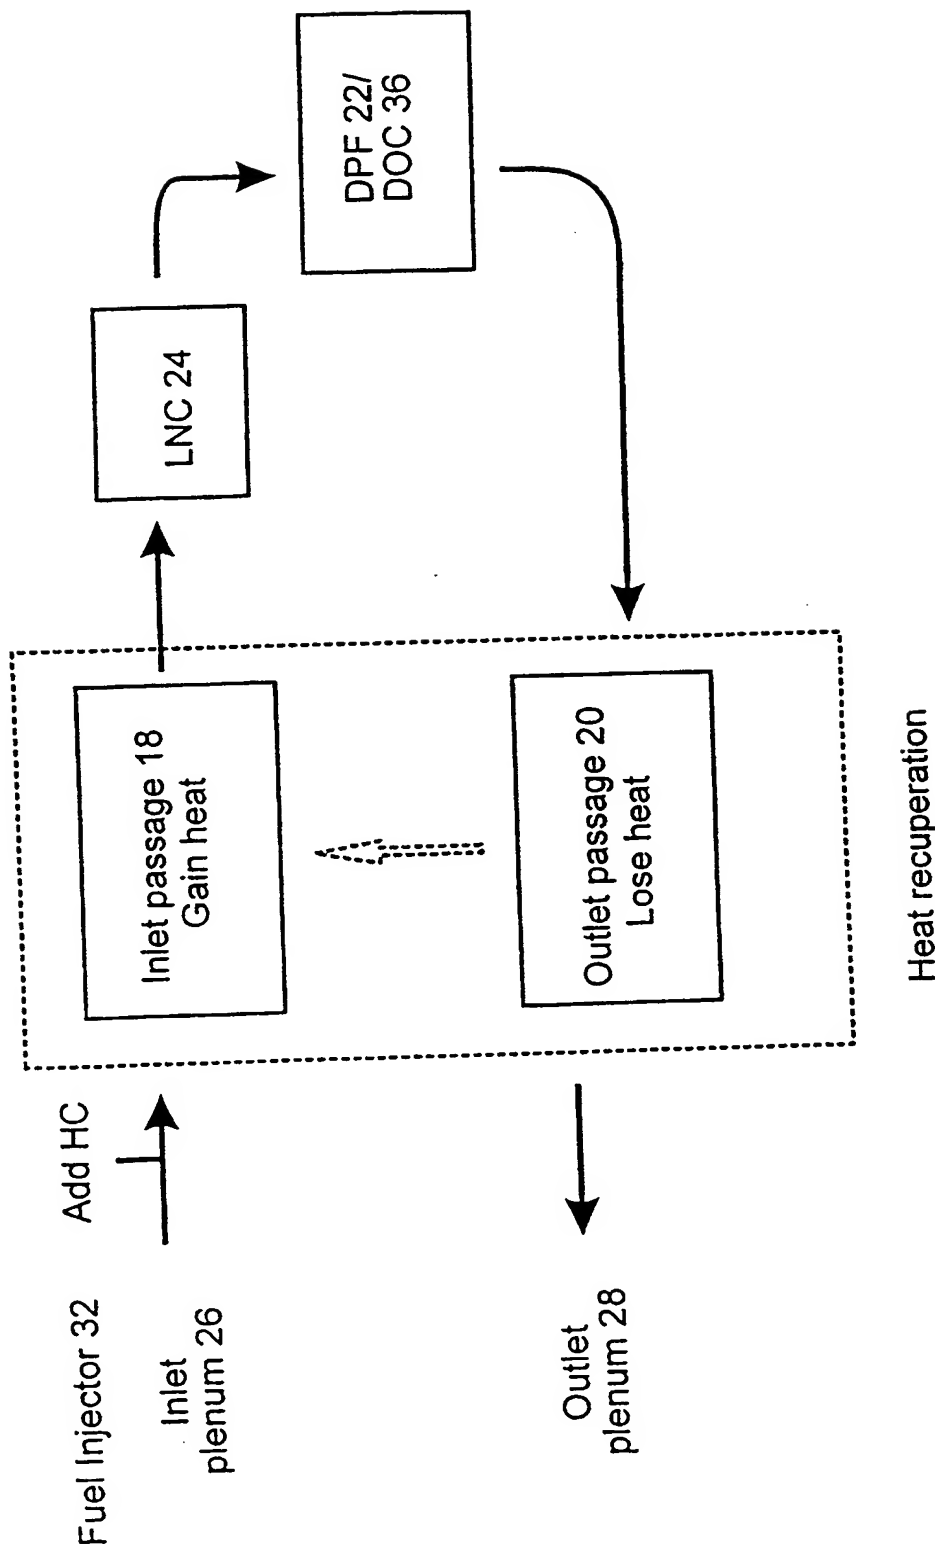 Fuel Injector 32
Add HC
Inlet
plenum 26
Inlet passage 18
Gain heat
LNC 24
DPF 22/
DOC 36
Outlet passage 20
Lose heat
Outlet
plenum 28
Heat recuperation